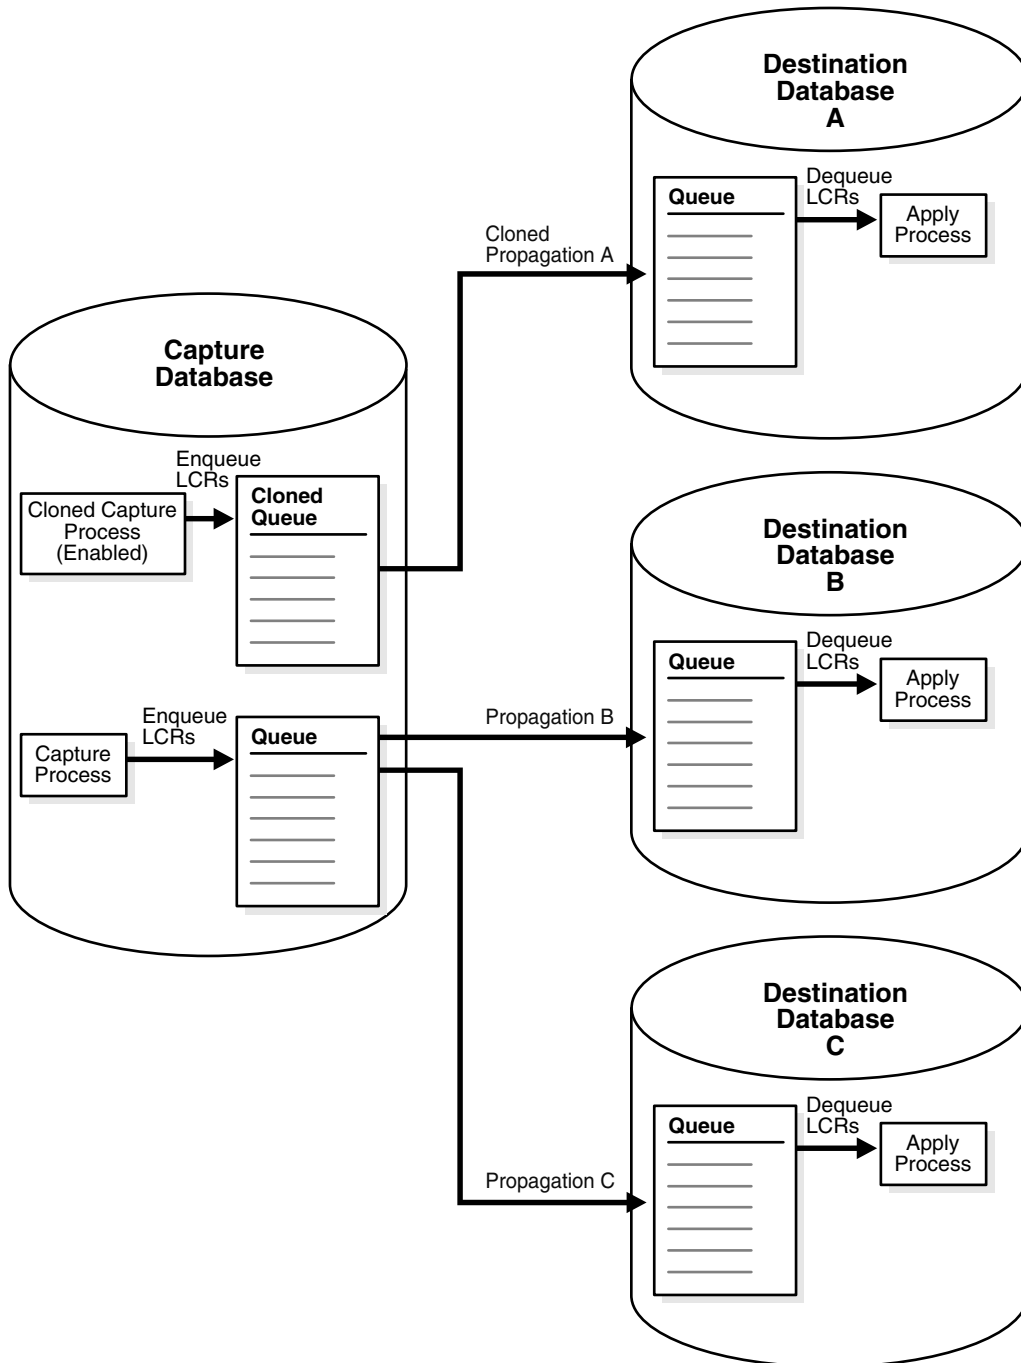 Destination
Database
A
Queue
Dequeue
LCRs
Apply
Process
Cloned
Propagation A
Capture
Database
Enqueue
LCRs
Cloned Capture
Process
(Enabled)
Cloned
Queue
Destination
Database
B
Queue
Dequeue
LCRs
Apply
Process
Propagation B
Enqueue
LCRs
Capture
Process
Queue
Destination
Database
C
Queue
Dequeue
LCRs
Apply
Process
Propagation C